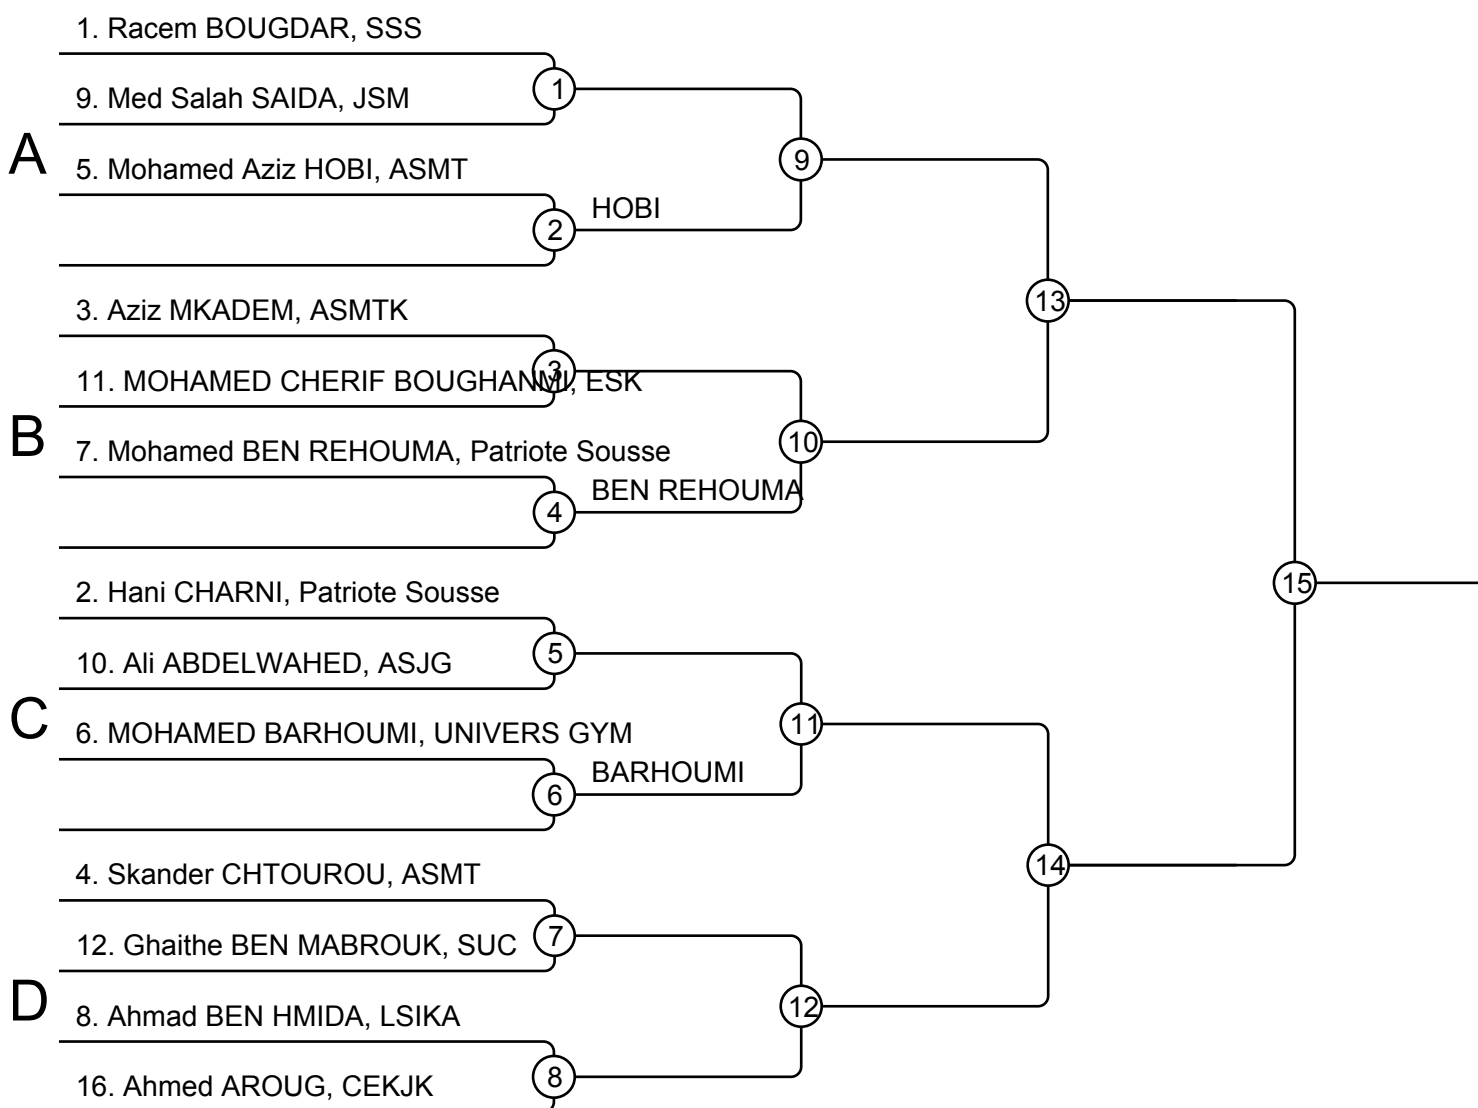 1. Racem BOUGDAR, SSS
1
9. Med Salah SAIDA, JSM
A
9
5. Mohamed Aziz HOBI, ASMT
HOBI
2
3. Aziz MKADEM, ASMTK
13
3
11. MOHAMED CHERIF BOUGHANMI, ESK
B
10
7. Mohamed BEN REHOUMA, Patriote Sousse
BEN REHOUMA
4
2. Hani CHARNI, Patriote Sousse
15
5
10. Ali ABDELWAHED, ASJG
C
11
6. MOHAMED BARHOUMI, UNIVERS GYM
BARHOUMI
6
4. Skander CHTOUROU, ASMT
14
7
12. Ghaithe BEN MABROUK, SUC
D
12
8. Ahmad BEN HMIDA, LSIKA
8
16. Ahmed AROUG, CEKJK